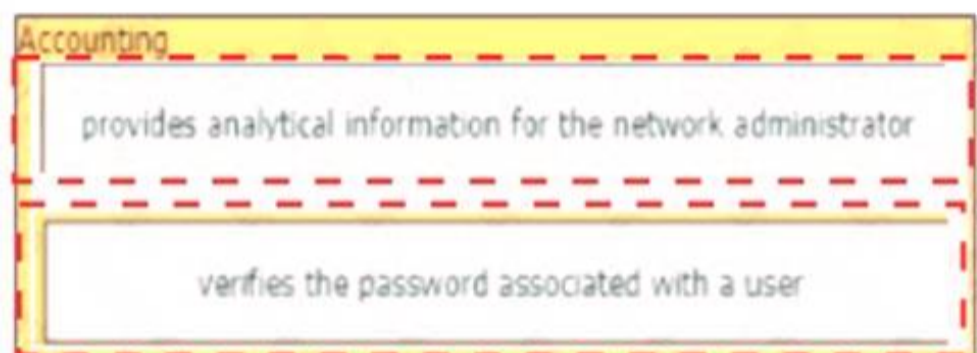 Accounting
provides analytical information for the network administrator
verifies the password associated with a user